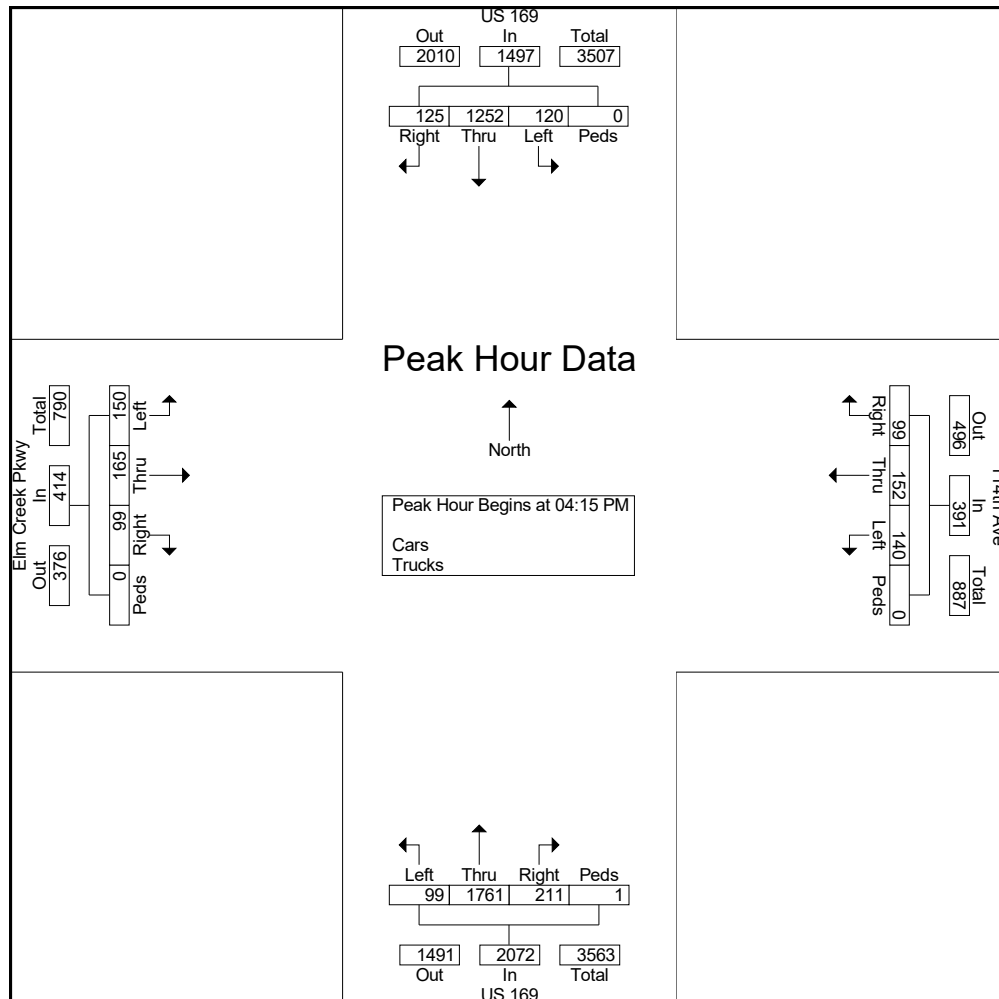 US 169
Out In Total
2010 1497 3507
125 1252 120 0
Right Thru Left Peds
Peak Hour Data
North
Peak Hour Begins at 04:15 PM
Cars
Trucks
Elm Creek Pkwy
Total In Out
790 414 376
150 165 99 0
Left Thru Right Peds
Right Thru Left Peds
99 152 140 0
Out In Total
496 391 887
114th Ave
Left Thru Right Peds
99 1761 211 1
1491 2072 3563
Out In Total
US 169